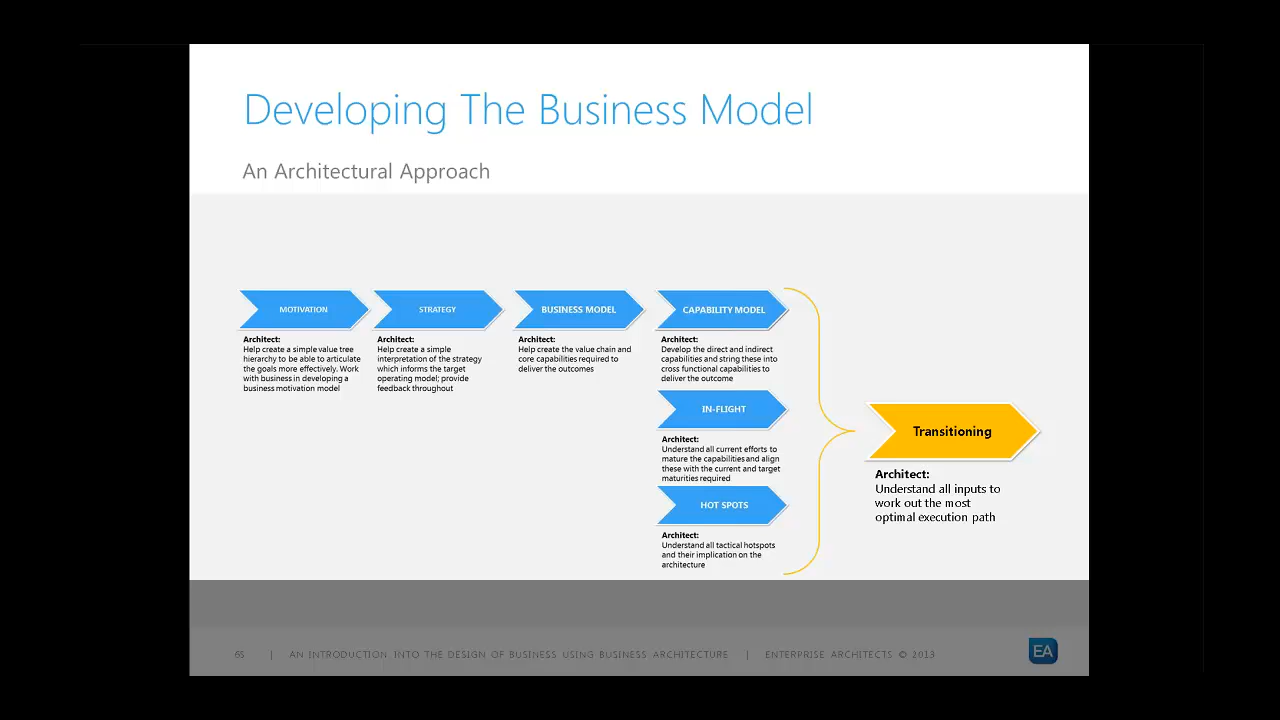 Developing The Business Model
An Architectural Approach
MOTIVATION
Architect:
Help create a simple value tree
hierarchy to be able to articulate
the goals more effectively. Work
with business in developing a
business motivation model
STRATEGY
Architect:
Help create a simple
interpretation of the strategy
which informs the target
operating model; provide
feedback throughout
BUSINESS MODEL
Architect:
Help create the value chain and
core capabilities required to
deliver the outcomes
CAPABILITY MODEL
Architect:
Develop the direct and indirect
capabilities and string these into
cross functional capabilities to
deliver the outcome
IN-FLIGHT
Architect:
Understand all current efforts to
mature the capabilities and align
these with the current and target
maturities required
HOT SPOTS
Architect:
Understand all tactical hotspots
and their implication on the
architecture
Transitioning
Architect:
Understand all inputs to
work out the most
optimal execution path
65 | AN INTRODUCTION INTO THE DESIGN OF BUSINESS USING BUSINESS ARCHITECTURE | ENTERPRISE ARCHITECTS © 2013
EA